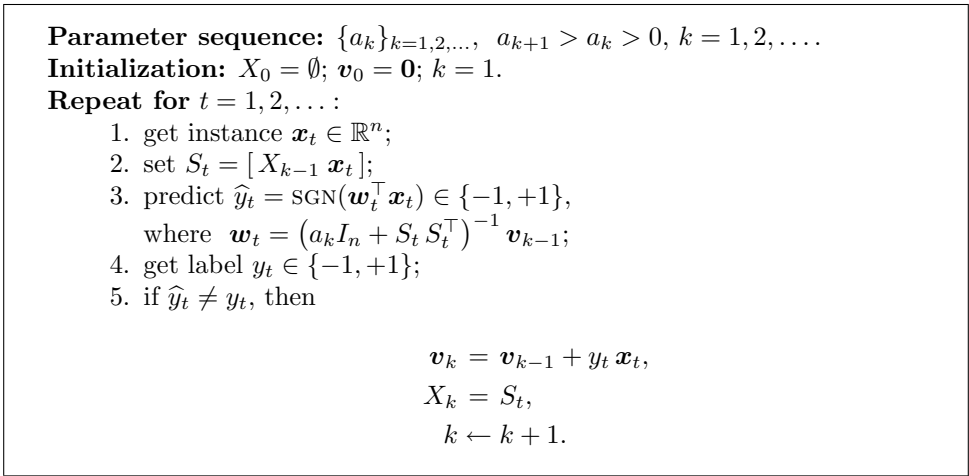 Parameter sequence: {a_k}_{k=1,2,...}, a_{k+1} > a_k > 0, k = 1, 2, . . . .
Initialization: X_0 = ∅; v_0 = 0; k = 1.
Repeat for t = 1, 2, . . . :
1. get instance x_t ∈ ℝ^n;
2. set S_t = [ X_{k−1} x_t ];
3. predict ŷ_t = SGN(w_t^⊤ x_t) ∈ {−1, +1},
where w_t = (a_k I_n + S_t S_t^⊤)^{−1} v_{k−1};
4. get label y_t ∈ {−1, +1};
5. if ŷ_t ≠ y_t, then
v_k = v_{k−1} + y_t x_t,
X_k = S_t,
k ← k + 1.